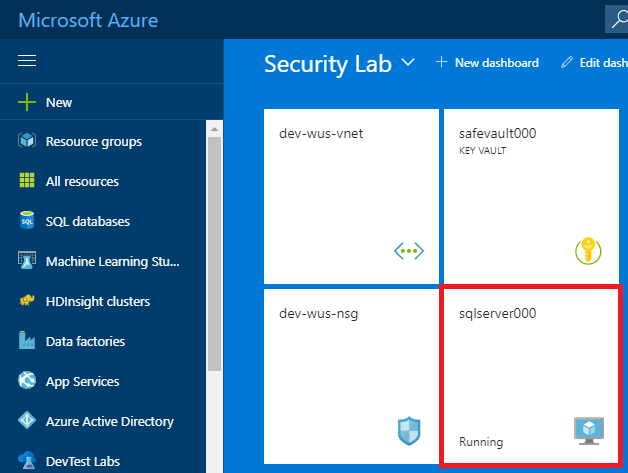 Microsoft Azure
Security Lab
New dashboard
Edit dash
New
Resource groups
All resources
SQL
SQL databases
Machine Learning Stu...
HDInsight clusters
Data factories
App Services
Azure Active Directory
DevTest Labs
dev-wus-vnet
safevault000
KEY VAULT
dev-wus-nsg
sqlserver000
Running